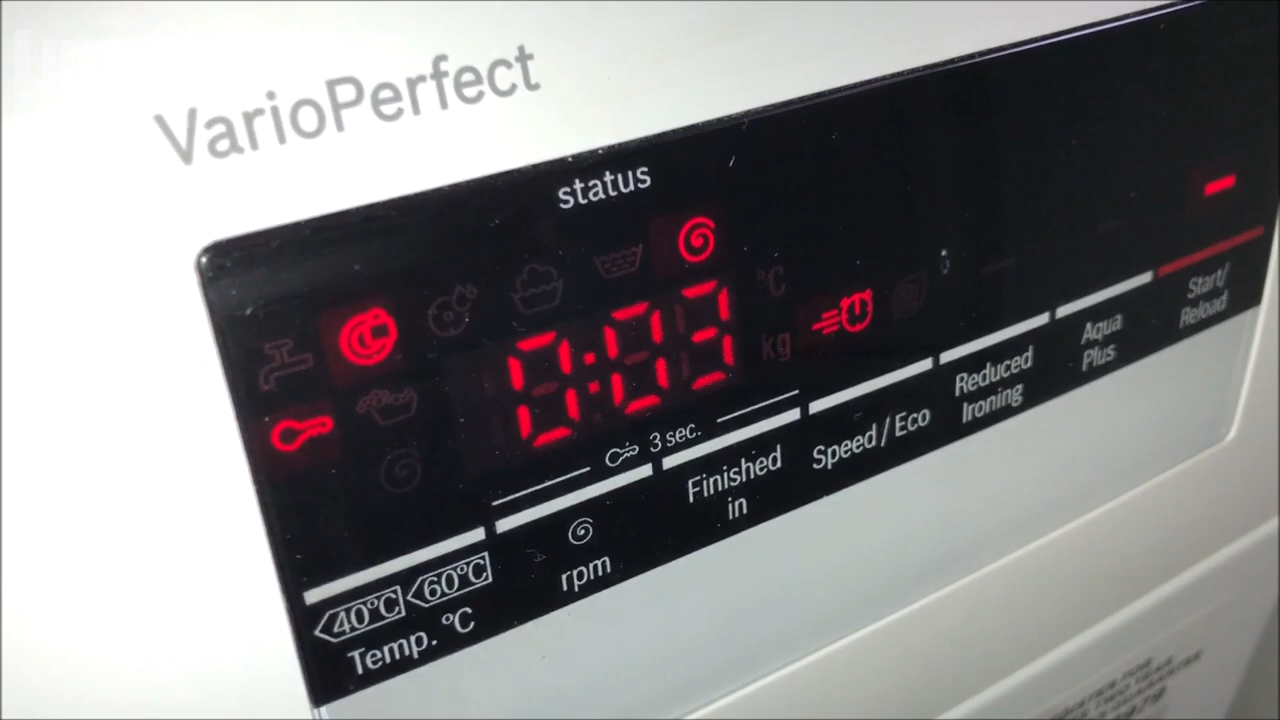 VarioPerfect
status
°C
0:03
kg
3 sec.
Speed / Eco
Reduced
Ironing
Aqua
Plus
Start/
Reload
Finished
in
rpm
40°C 60°C
Temp. °C